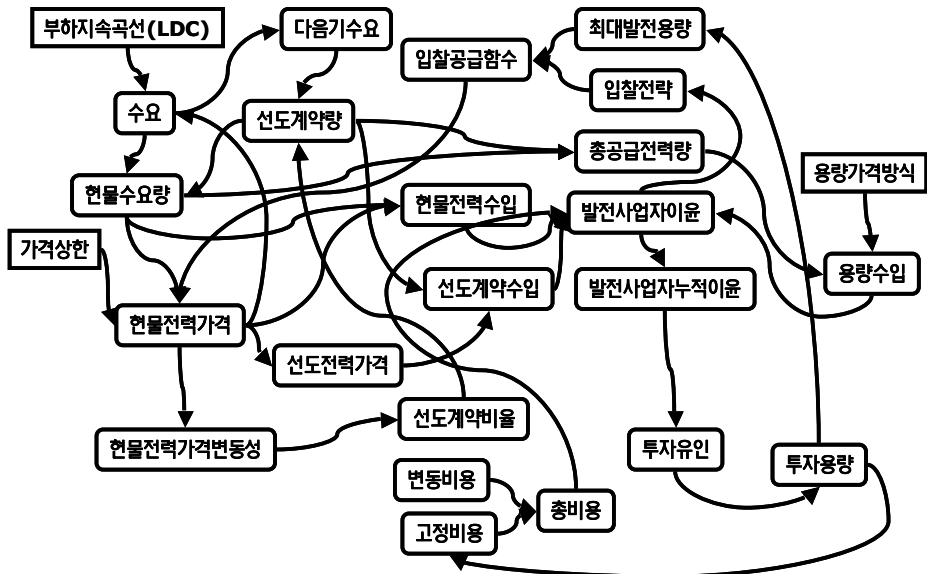 부하지속곡선(LDC)
다음기수요
최대발전용량
입찰공급함수
입찰전략
수요
선도계약량
총공급전력량
용량가격방식
현물수요량
현물전력수입
발전사업자이윤
가격상한
선도계약수입
발전사업자누적이윤
용량수입
현물전력가격
선도전력가격
선도계약비율
현물전력가격변동성
투자유인
투자용량
변동비용
총비용
고정비용